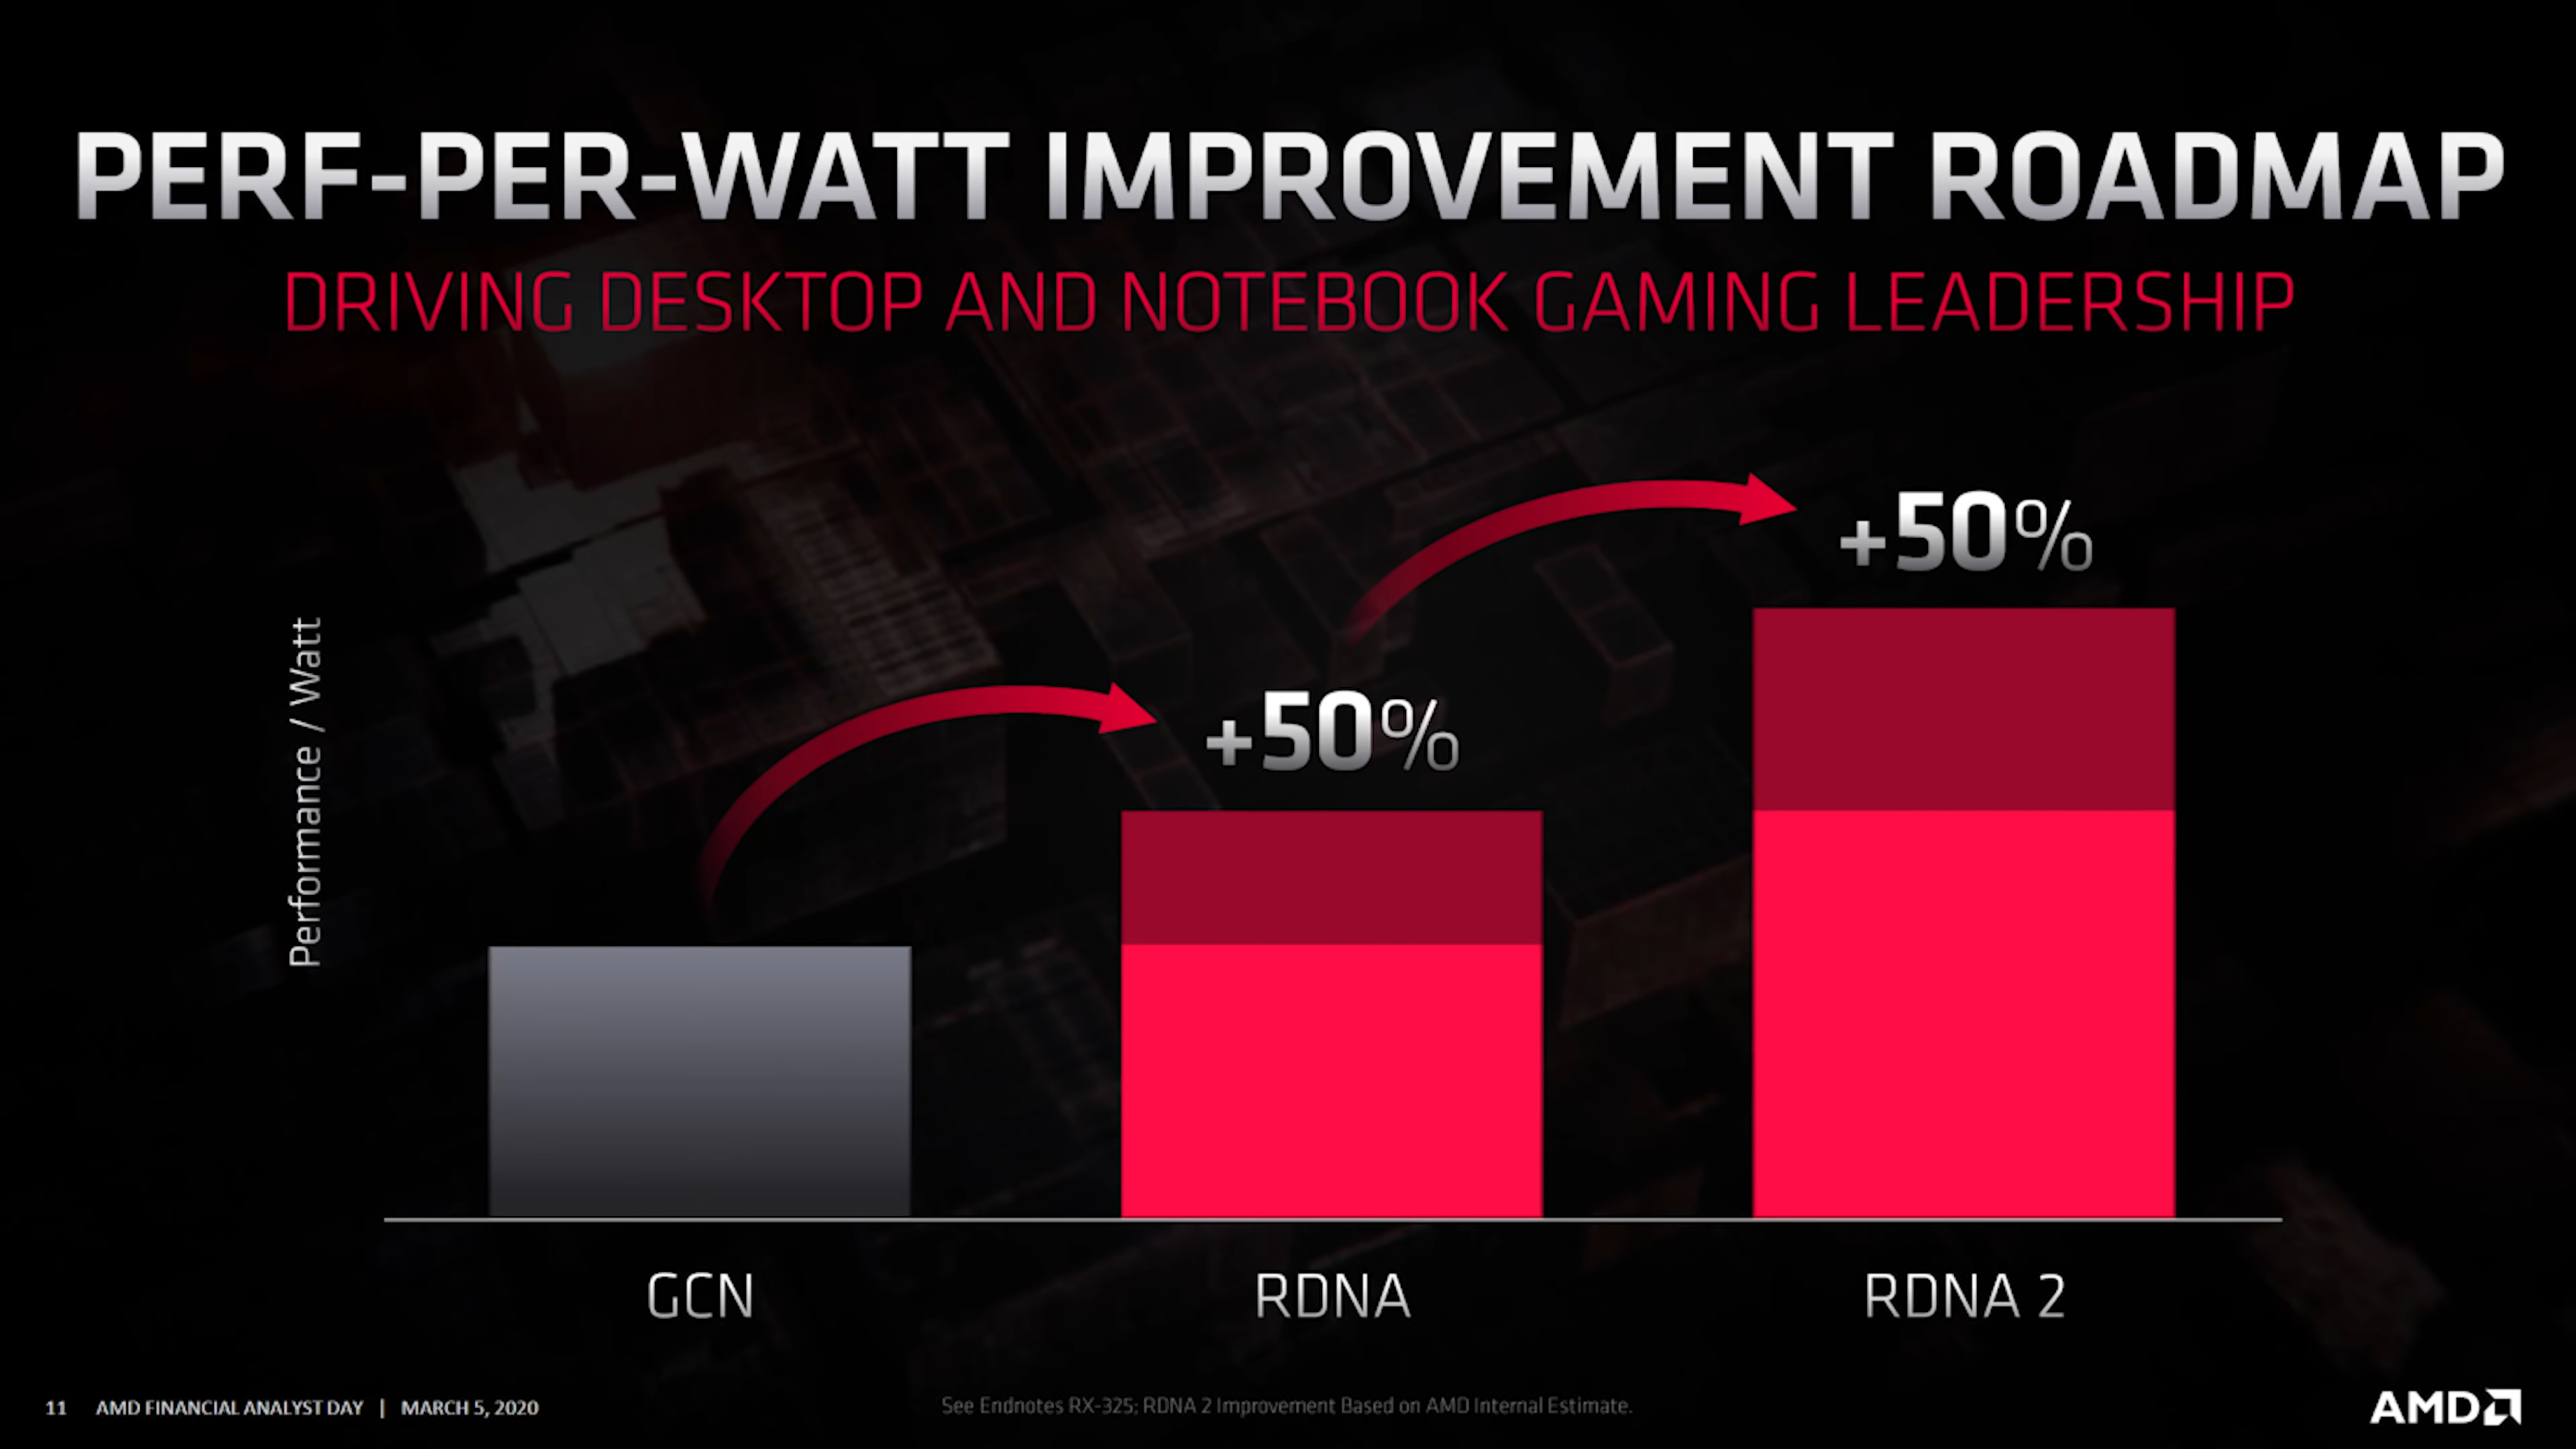 PERF-PER-WATT IMPROVEMENT ROADMAP
DRIVING DESKTOP AND NOTEBOOK GAMING LEADERSHIP
Performance / Watt
+50%
+50%
GCN
RDNA
RDNA 2
11 AMD FINANCIAL ANALYST DAY | MARCH 5, 2020
See Endnotes RX-325; RDNA 2 Improvement Based on AMD Internal Estimate.
AMD